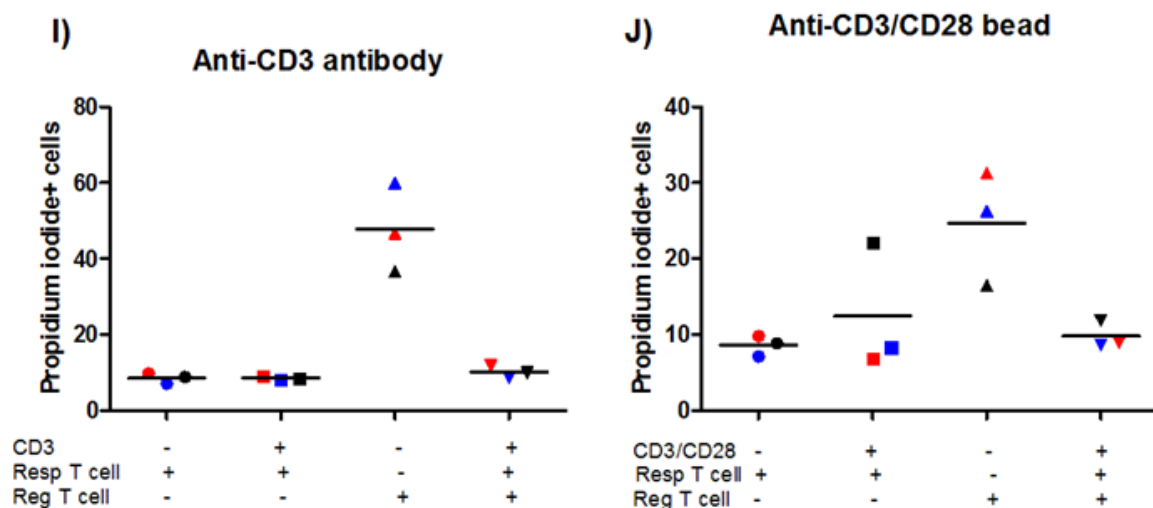 I)
Anti-CD3 antibody
Propidium iodide+ cells
80
60
40
20
0
CD3 - + - +
Resp T cell + + - +
Reg T cell - - + +
J)
Anti-CD3/CD28 bead
Propidium iodide+ cells
40
30
20
10
0
CD3/CD28 - + - +
Resp T cell + + - +
Reg T cell - - + +